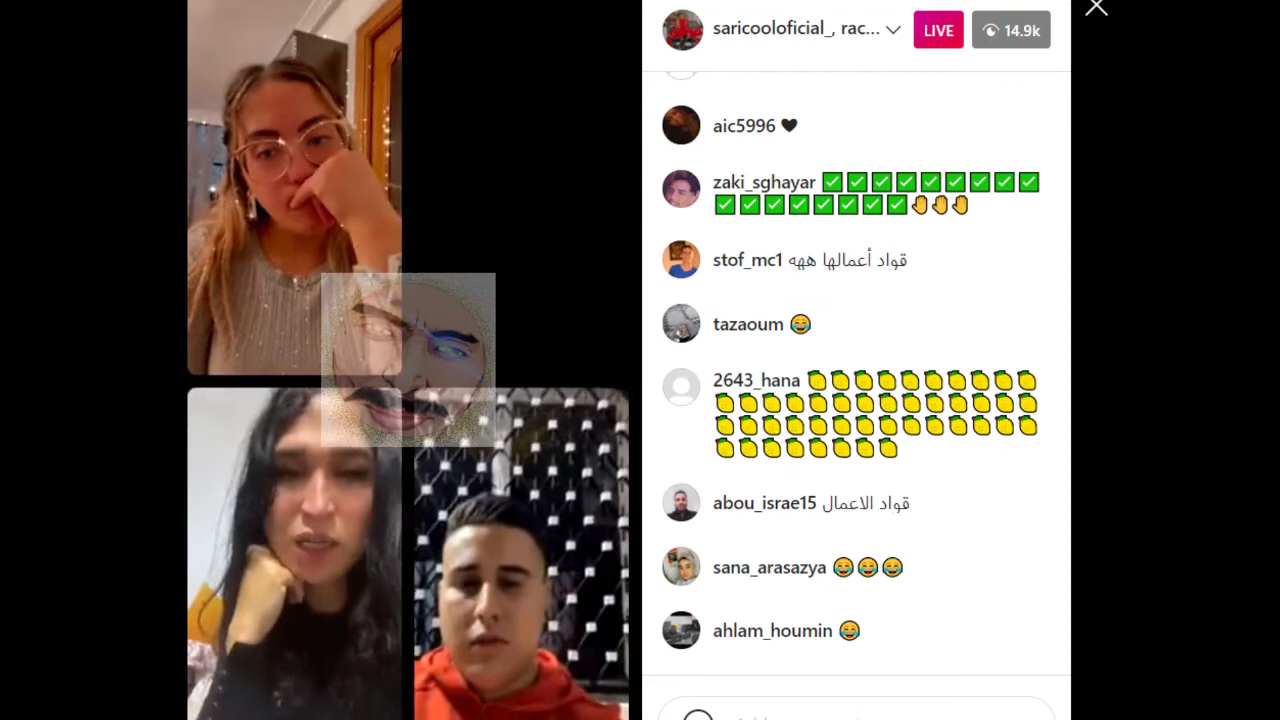 saricooloficial_, rac...
LIVE
14.9k
aic5996 🖤
zaki_sghayar ✅✅✅✅✅✅✅✅✅
✅✅✅✅✅✅✅✅🤚🤚🤚
stof_mc1 قواد أعمالها ههه
tazaoum 😂
2643_hana 🍋🍋🍋🍋🍋🍋🍋🍋🍋🍋
🍋🍋🍋🍋🍋🍋🍋🍋🍋🍋🍋🍋🍋🍋
🍋🍋🍋🍋🍋🍋🍋🍋🍋🍋🍋🍋🍋🍋
🍋🍋🍋🍋🍋🍋🍋🍋
abou_israe15 قواد الاعمال
sana_arasazya 😂😂😂
ahlam_houmin 😂